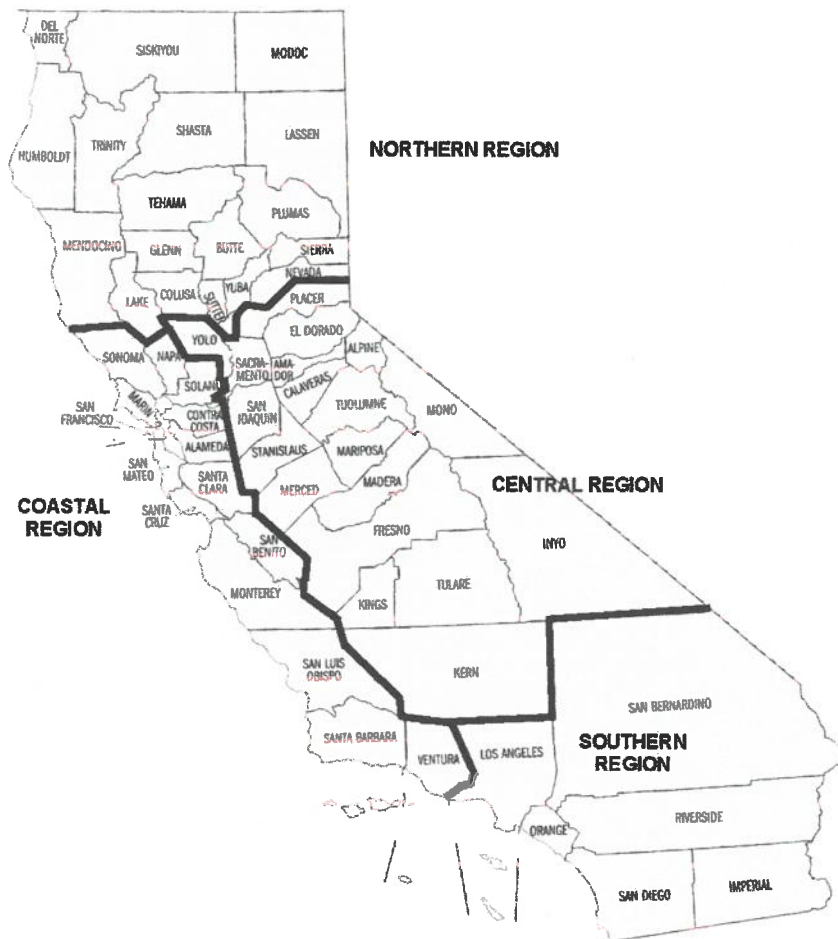 DEL
NORTE
SISKIYOU
MODOC
HUMBOLDT
TRINITY
SHASTA
LASSEN
NORTHERN REGION
TEHAMA
PLUMAS
MENDOCINO
GLENN
BUTTE
SIERRA
LAKE
COLUSA
SUTTER
YUBA
NEVADA
PLACER
YOLO
EL DORADO
SONOMA
NAPA
SACRA-
MENTO
AMA-
DOR
ALPINE
SOLANO
CALAVERAS
MARIN
SAN
FRANCISCO
CONTRA
COSTA
SAN
JOAQUIN
TUOLUMNE
MONO
ALAMEDA
STANISLAUS
MARIPOSA
SAN
MATEO
SANTA
CLARA
MERCED
MADERA
CENTRAL REGION
COASTAL
REGION
SANTA
CRUZ
SAN
BENITO
FRESNO
INYO
MONTEREY
KINGS
TULARE
SAN LUIS
OBISPO
KERN
SAN BERNARDINO
SANTA BARBARA
VENTURA
LOS ANGELES
SOUTHERN
REGION
ORANGE
RIVERSIDE
SAN DIEGO
IMPERIAL